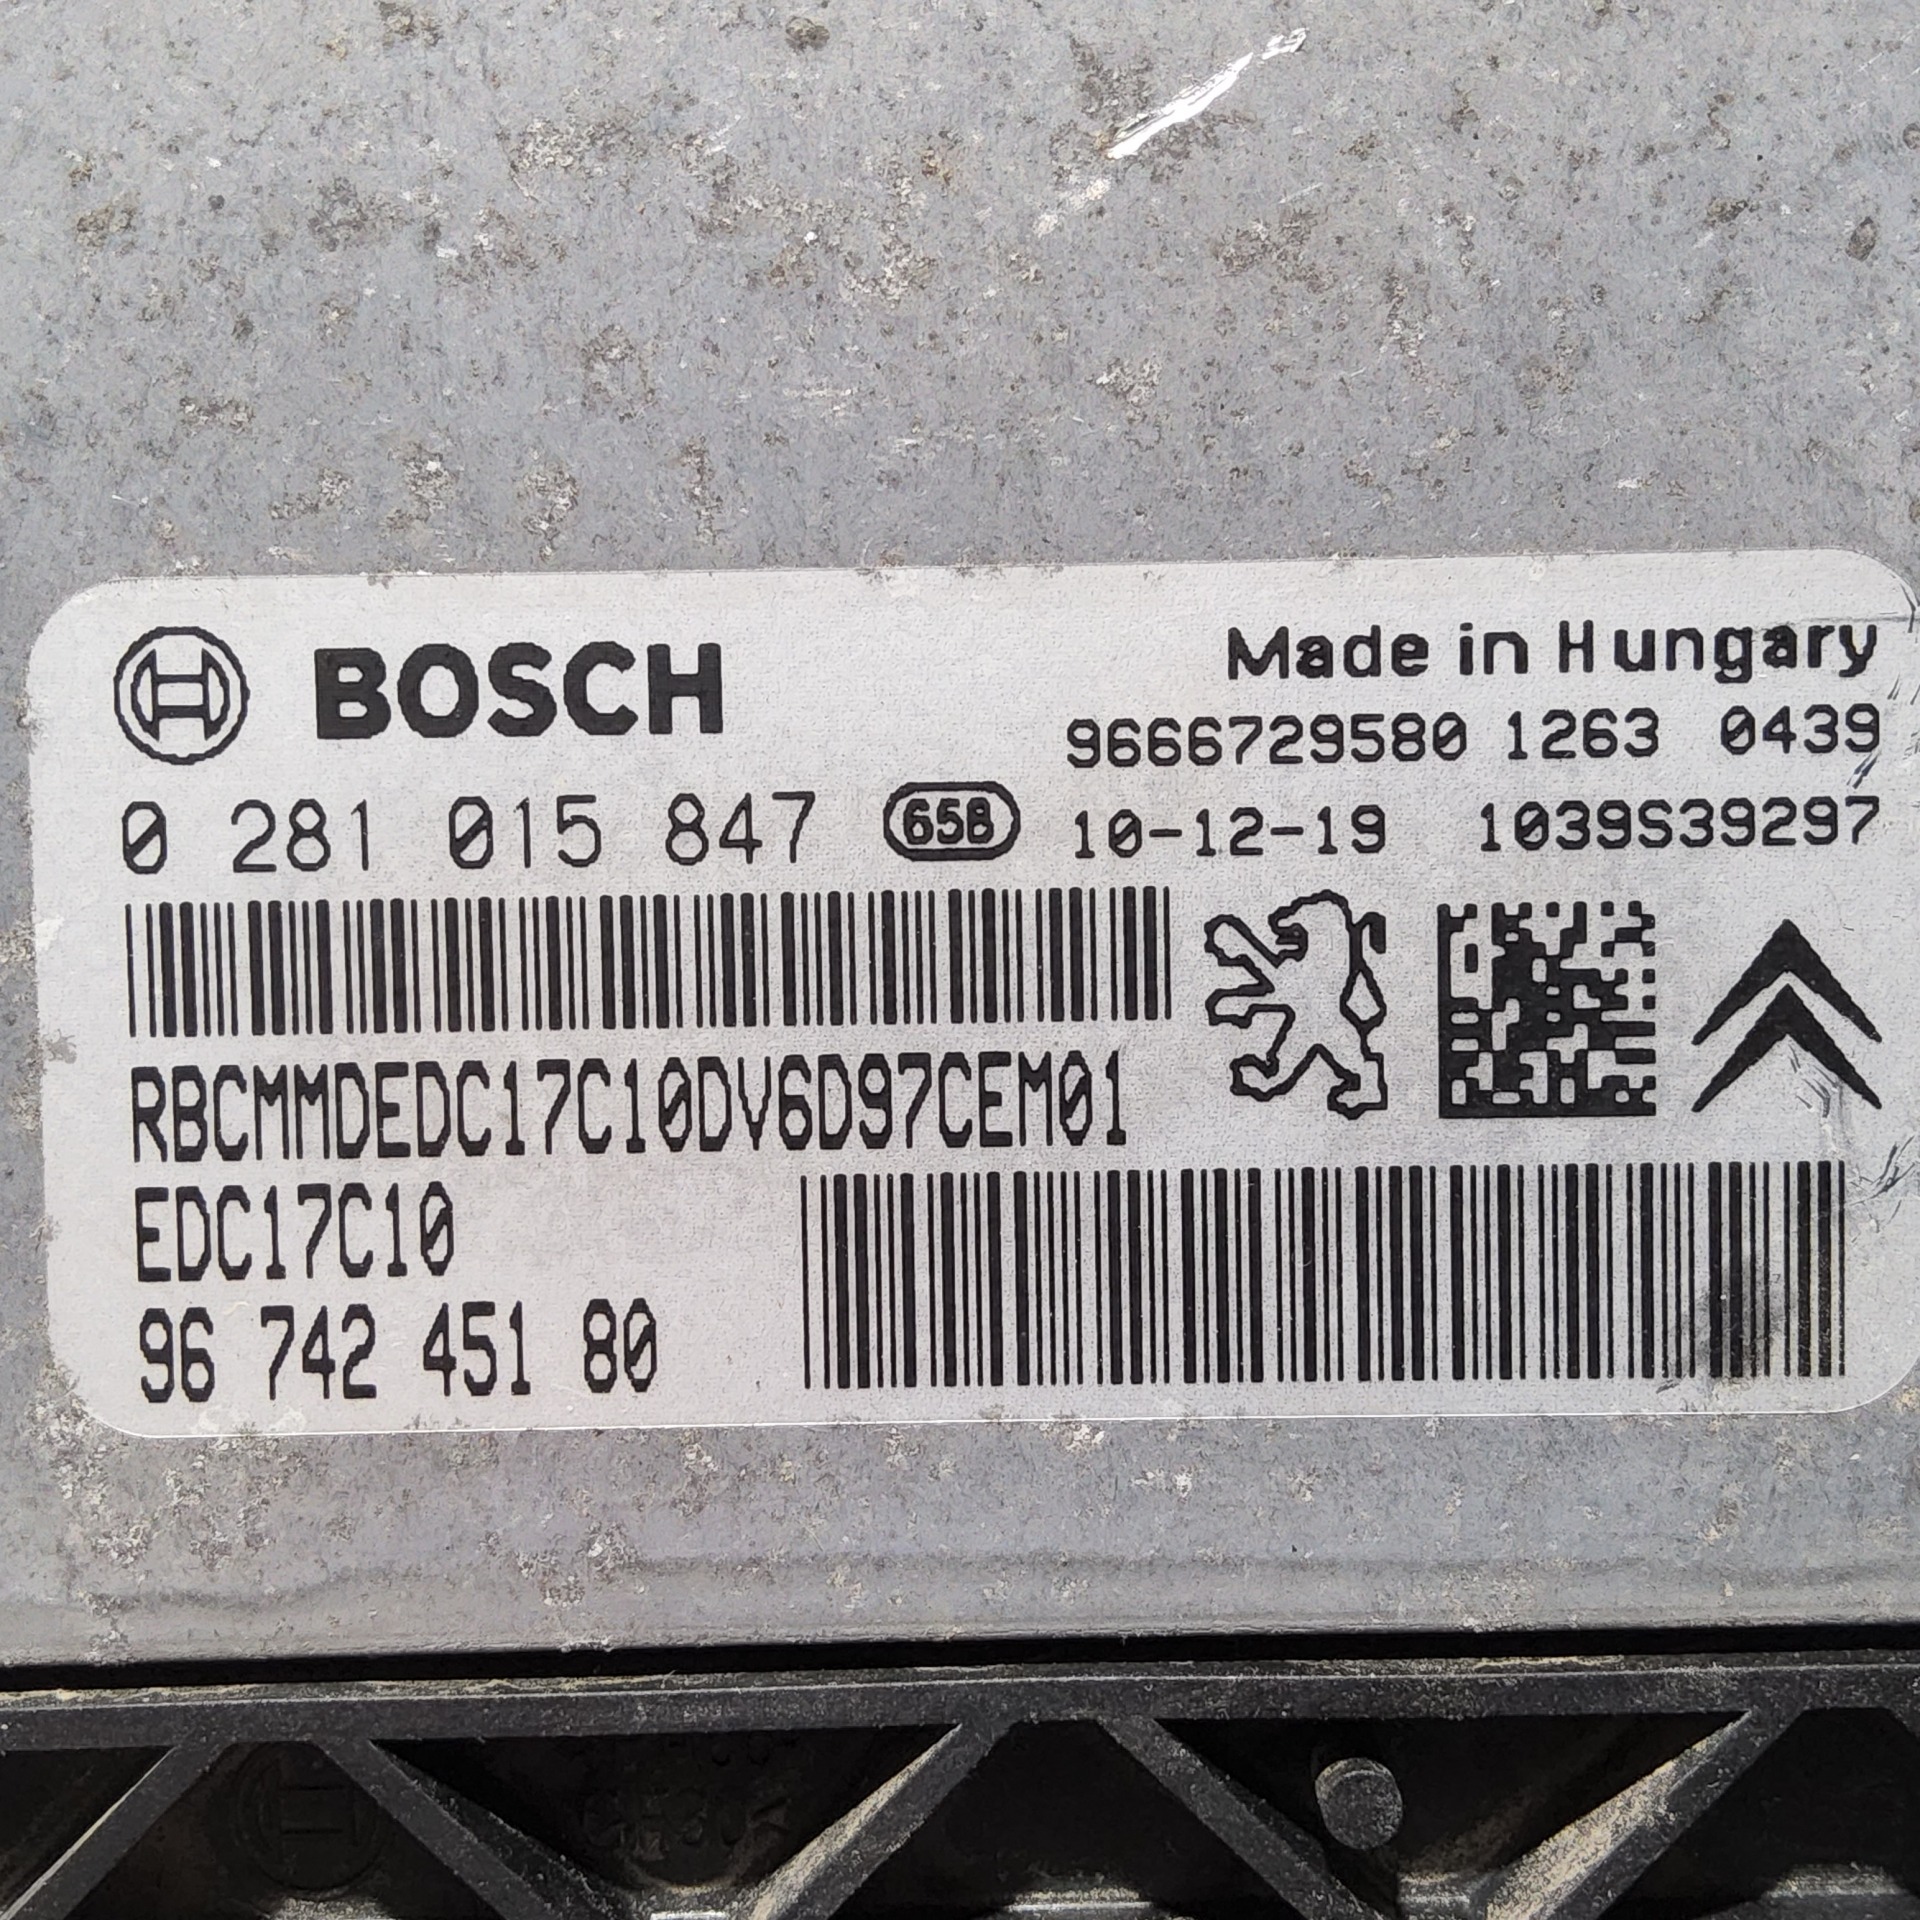 BOSCH
Made in Hungary
9666729580 1263 0439
0 281 015 847 658 10-12-19 1039S39297
RBCMMDEDC17C10DV6D97CEM01
EDC17C10
96 742 451 80